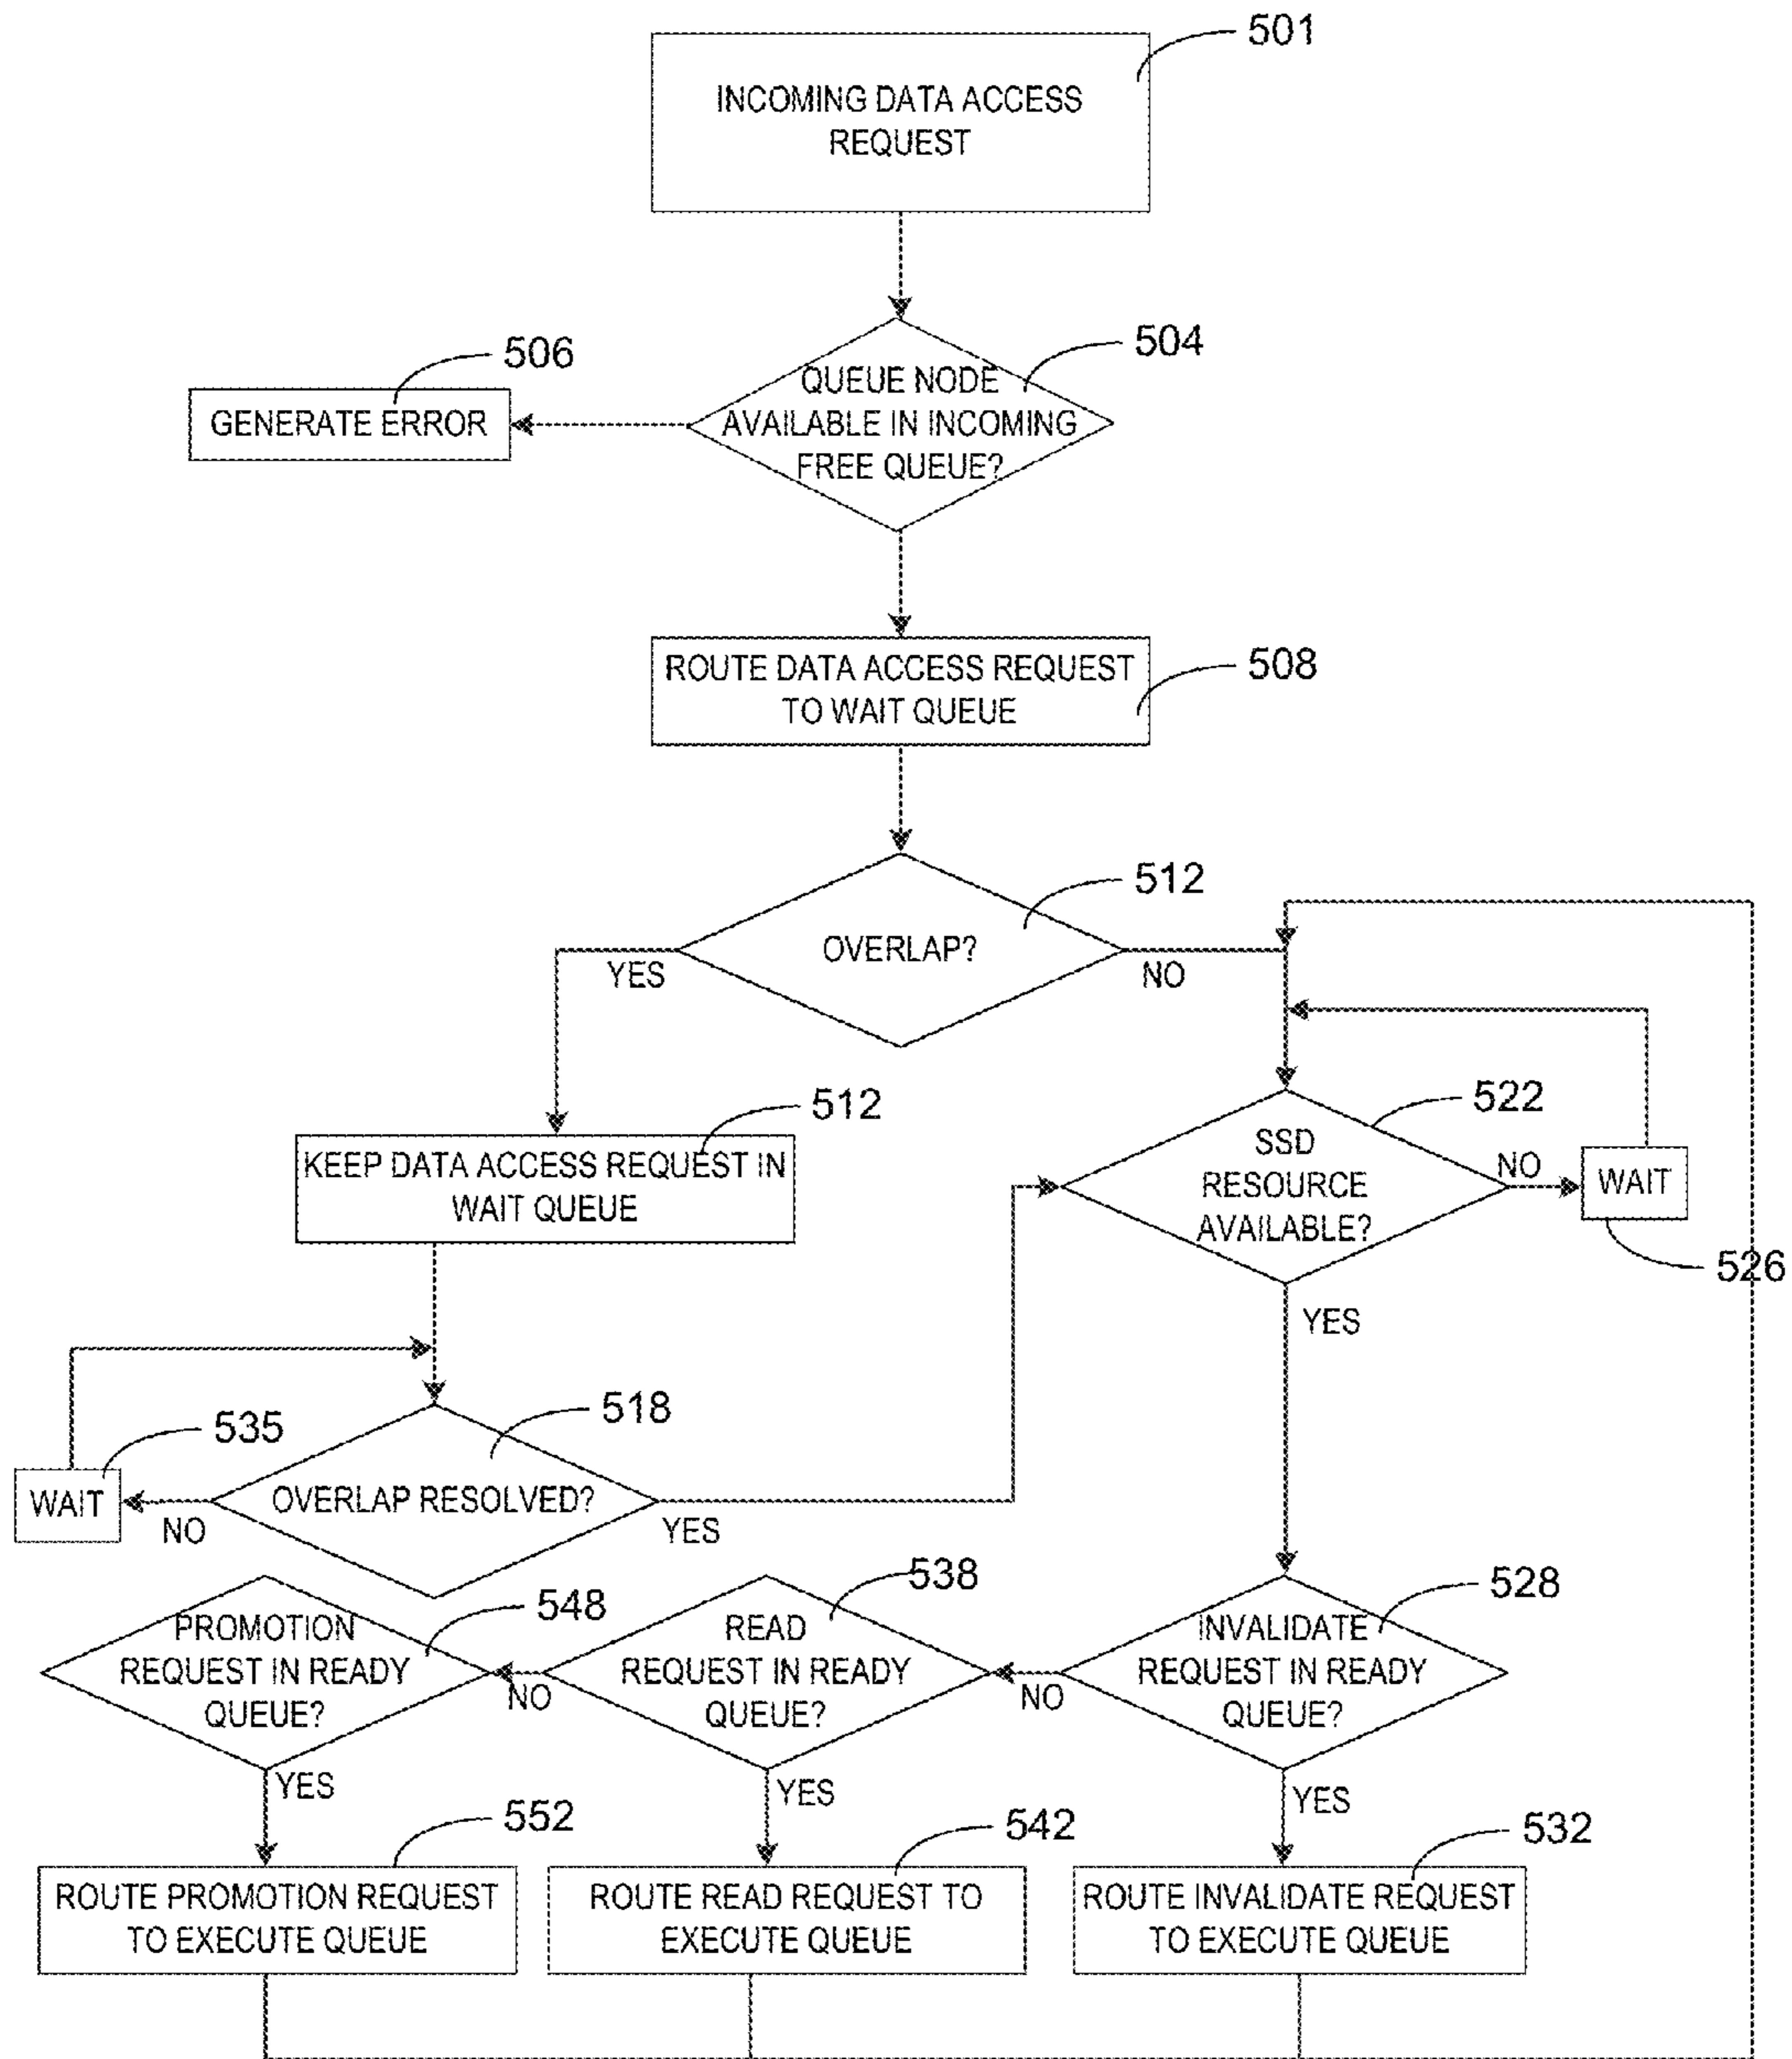 501
INCOMING DATA ACCESS
REQUEST
504
506
QUEUE NODE
AVAILABLE IN INCOMING
FREE QUEUE?
GENERATE ERROR
508
ROUTE DATA ACCESS REQUEST
TO WAIT QUEUE
512
OVERLAP?
YES
NO
512
KEEP DATA ACCESS REQUEST IN
WAIT QUEUE
522
SSD
RESOURCE
AVAILABLE?
NO
WAIT
526
YES
518
535
OVERLAP RESOLVED?
WAIT
NO
YES
548
PROMOTION
REQUEST IN READY
QUEUE?
NO
538
READ
REQUEST IN READY
QUEUE?
NO
528
INVALIDATE
REQUEST IN READY
QUEUE?
YES
YES
YES
552
ROUTE PROMOTION REQUEST
TO EXECUTE QUEUE
542
ROUTE READ REQUEST TO
EXECUTE QUEUE
532
ROUTE INVALIDATE REQUEST
TO EXECUTE QUEUE